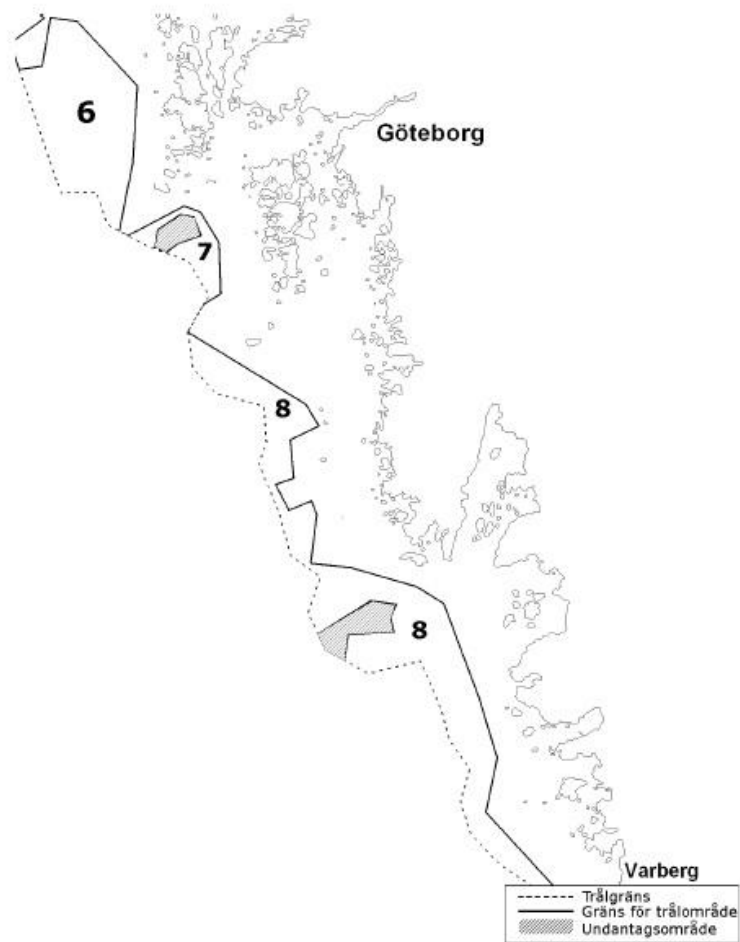 6
Göteborg
7
8
8
Varberg
Trålgräns
Gräns för trålområde
Undantagsområde